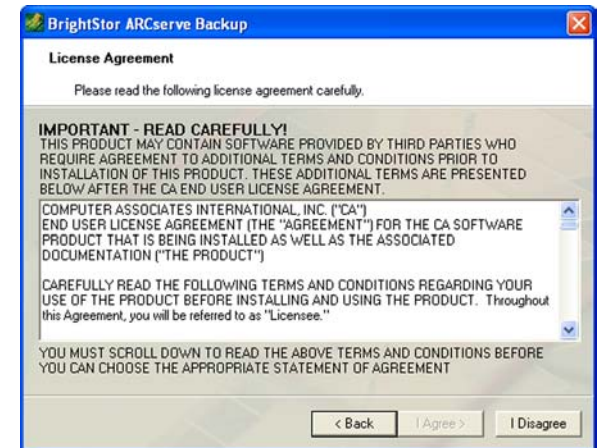 BrightStor ARCserve Backup
License Agreement
Please read the following license agreement carefully.
IMPORTANT - READ CAREFULLY!
THIS PRODUCT MAY CONTAIN SOFTWARE PROVIDED BY THIRD PARTIES WHO
REQUIRE AGREEMENT TO ADDITIONAL TERMS AND CONDITIONS PRIOR TO
INSTALLATION OF THIS PRODUCT. THESE ADDITIONAL TERMS ARE PRESENTED
BELOW AFTER THE CA END USER LICENSE AGREEMENT.
COMPUTER ASSOCIATES INTERNATIONAL, INC. ("CA")
END USER LICENSE AGREEMENT (THE "AGREEMENT") FOR THE CA SOFTWARE
PRODUCT THAT IS BEING INSTALLED AS WELL AS THE ASSOCIATED
DOCUMENTATION ("THE PRODUCT")
CAREFULLY READ THE FOLLOWING TERMS AND CONDITIONS REGARDING YOUR
USE OF THE PRODUCT BEFORE INSTALLING AND USING THE PRODUCT. Throughout
this Agreement, you will be referred to as "Licensee."
YOU MUST SCROLL DOWN TO READ THE ABOVE TERMS AND CONDITIONS BEFORE
YOU CAN CHOOSE THE APPROPRIATE STATEMENT OF AGREEMENT
< Back
I Agree >
I Disagree